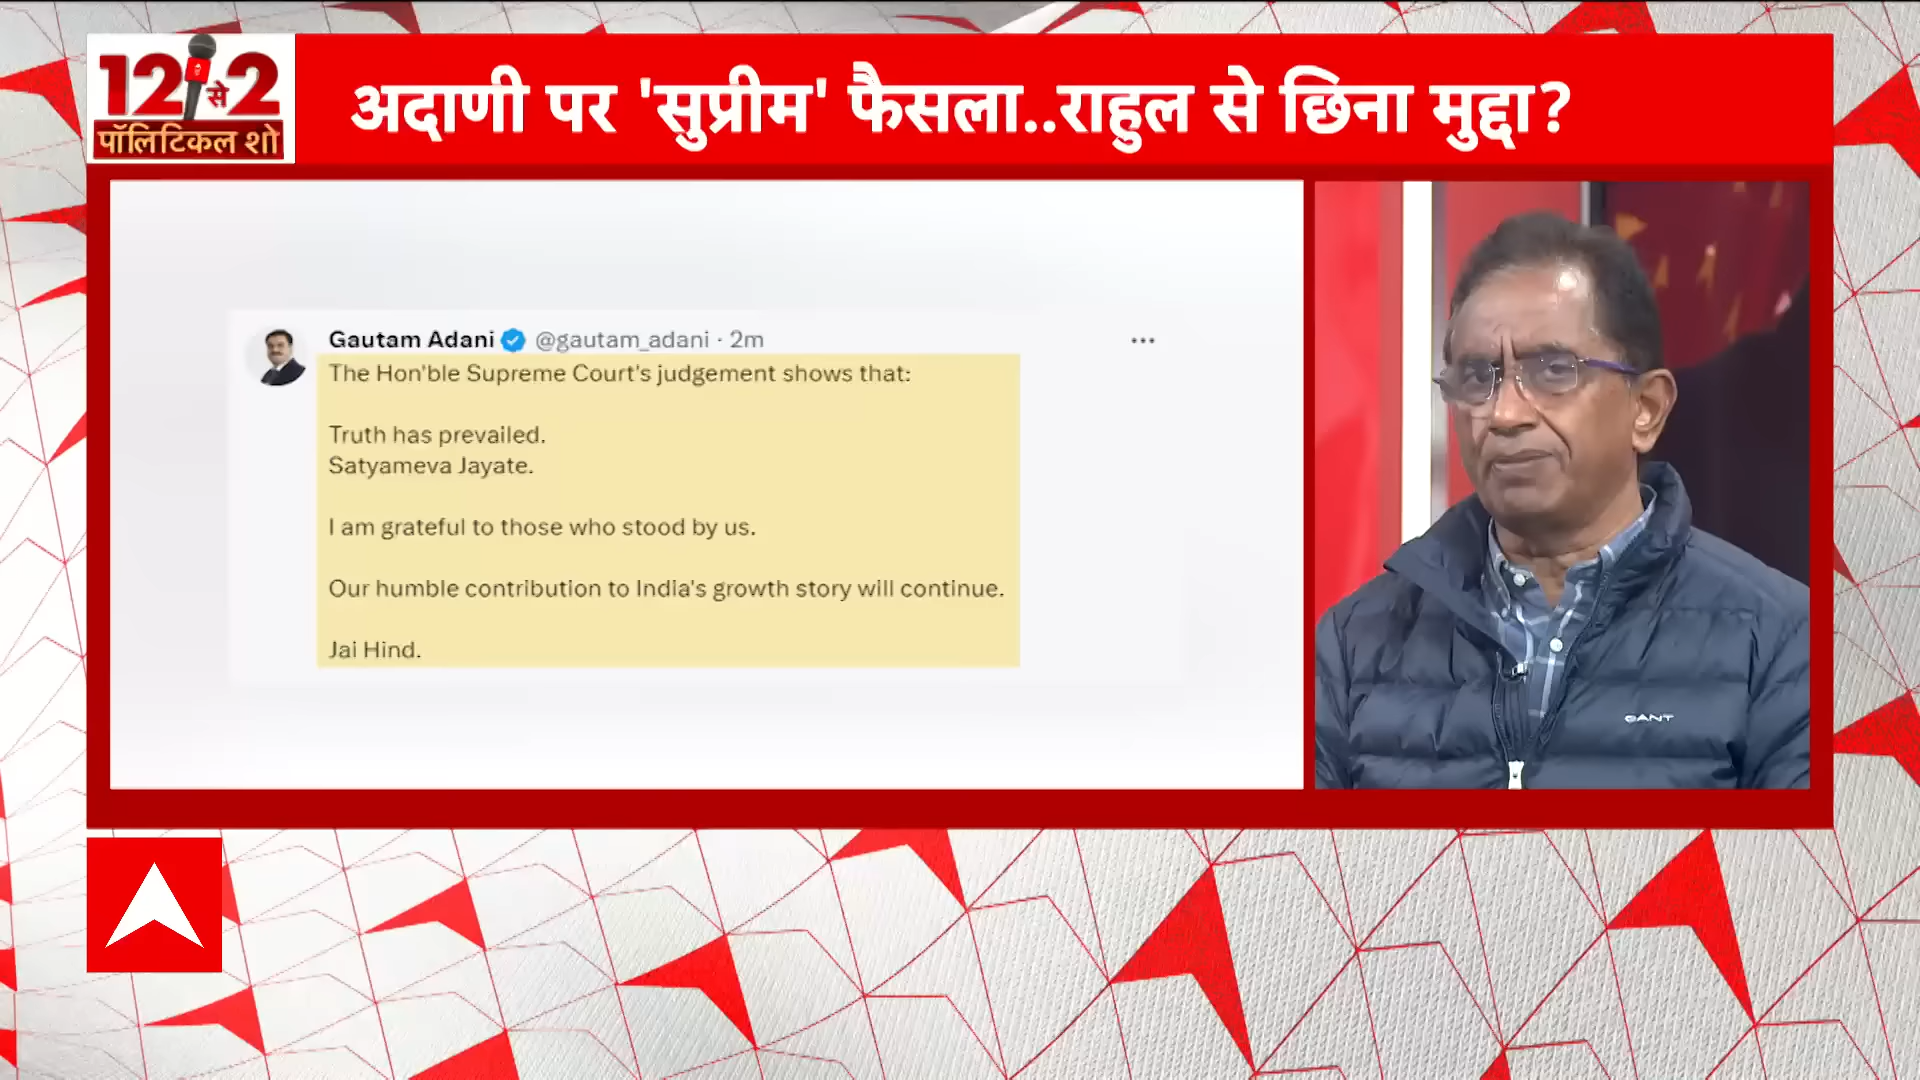 12 से 2
पॉलिटिकल शो
अदाणी पर 'सुप्रीम' फैसला..राहुल से छिना मुद्दा?
Gautam Adani @gautam_adani · 2m
The Hon'ble Supreme Court's judgement shows that:
Truth has prevailed.
Satyameva Jayate.
I am grateful to those who stood by us.
Our humble contribution to India's growth story will continue.
Jai Hind.
GANT